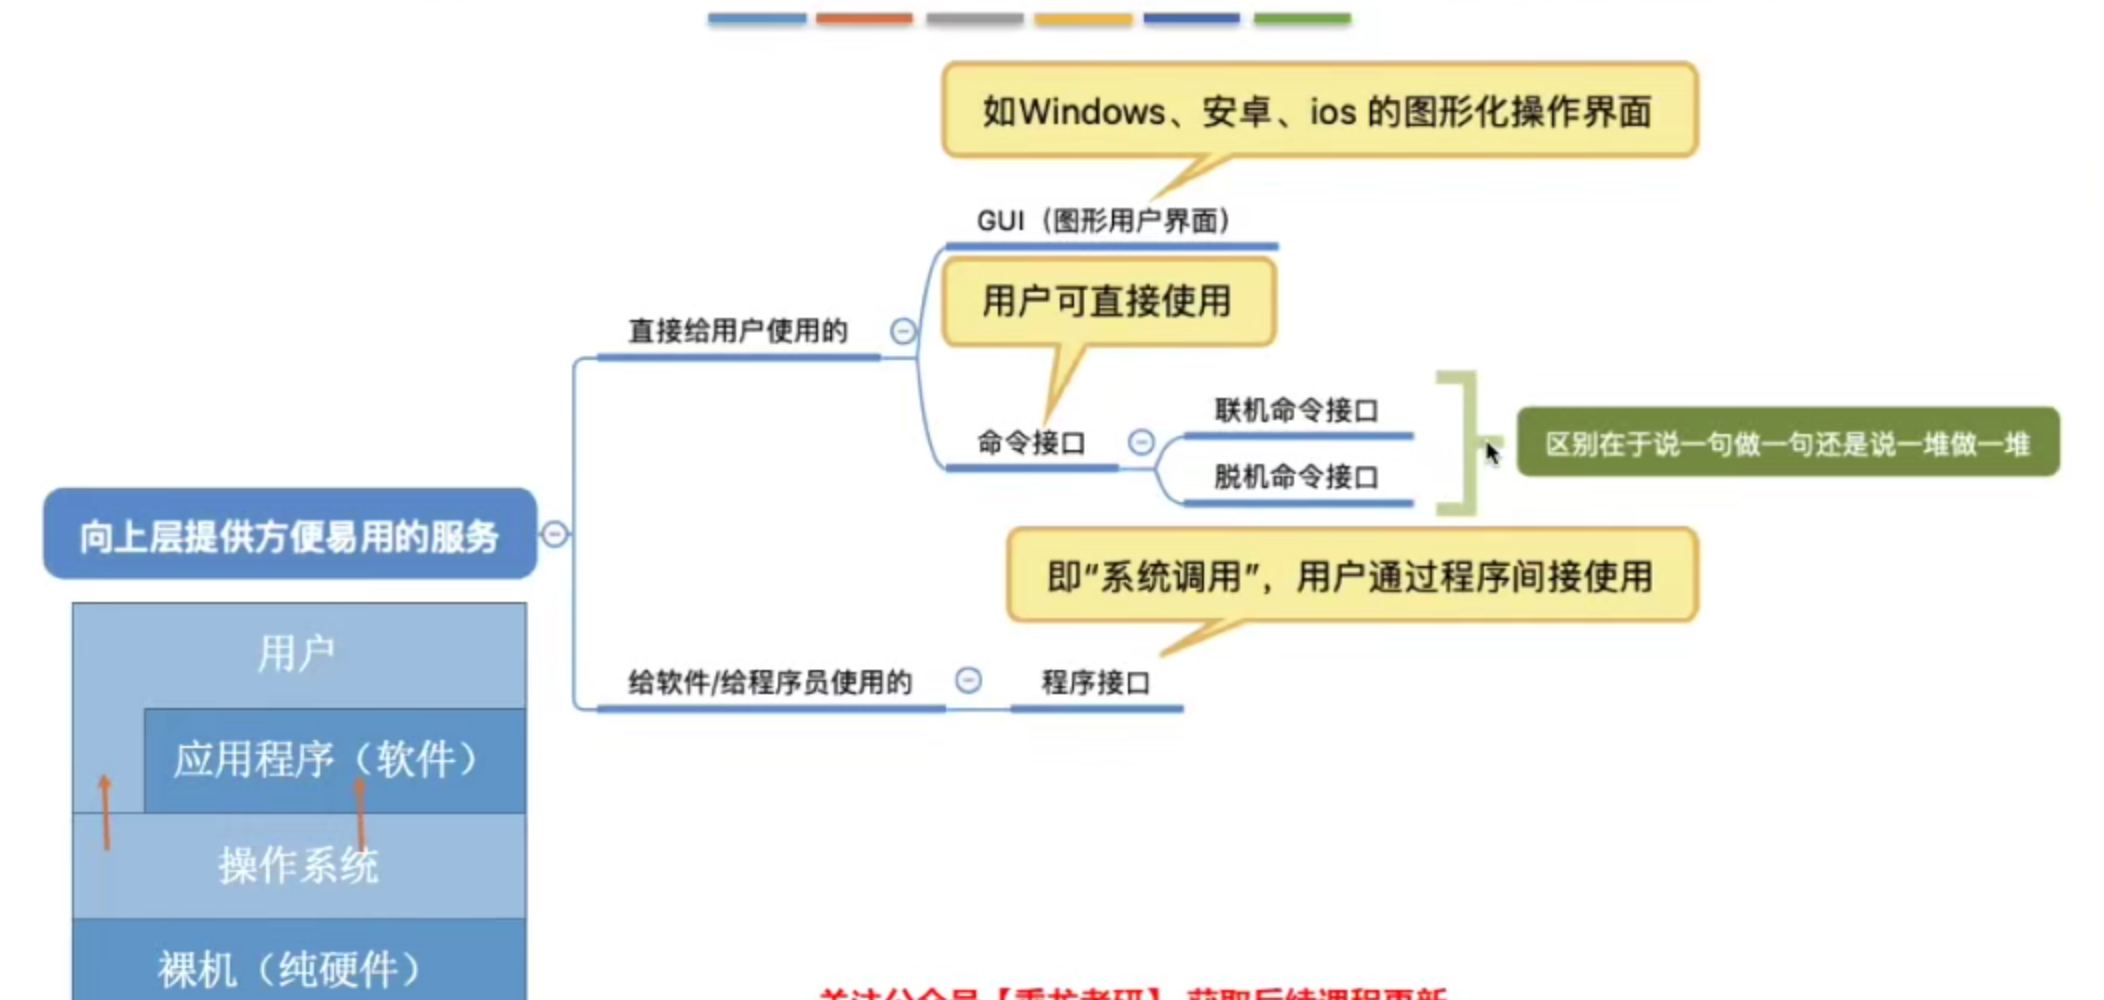 如Windows、安卓、ios 的图形化操作界面
GUI（图形用户界面）
用户可直接使用
直接给用户使用的
命令接口
联机命令接口
脱机命令接口
区别在于说一句做一句还是说一堆做一堆
向上层提供方便易用的服务
即"系统调用"，用户通过程序间接使用
给软件/给程序员使用的
程序接口
用户
应用程序（软件）
操作系统
裸机（纯硬件）